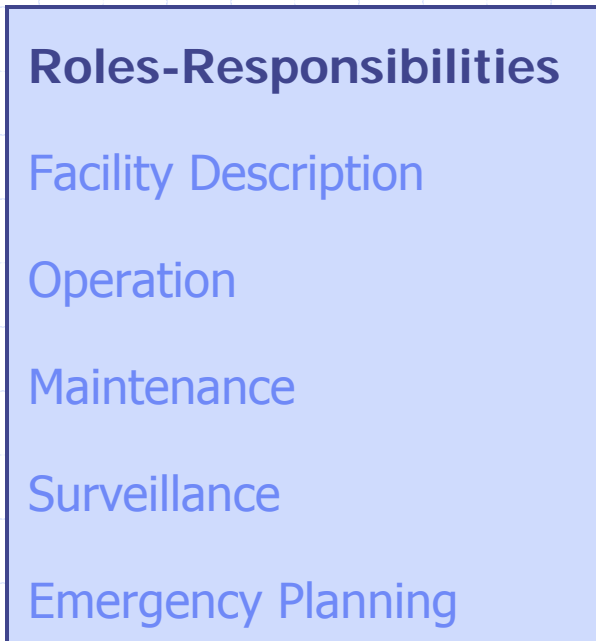 Roles-Responsibilities
Facility Description
Operation
Maintenance
Surveillance
Emergency Planning